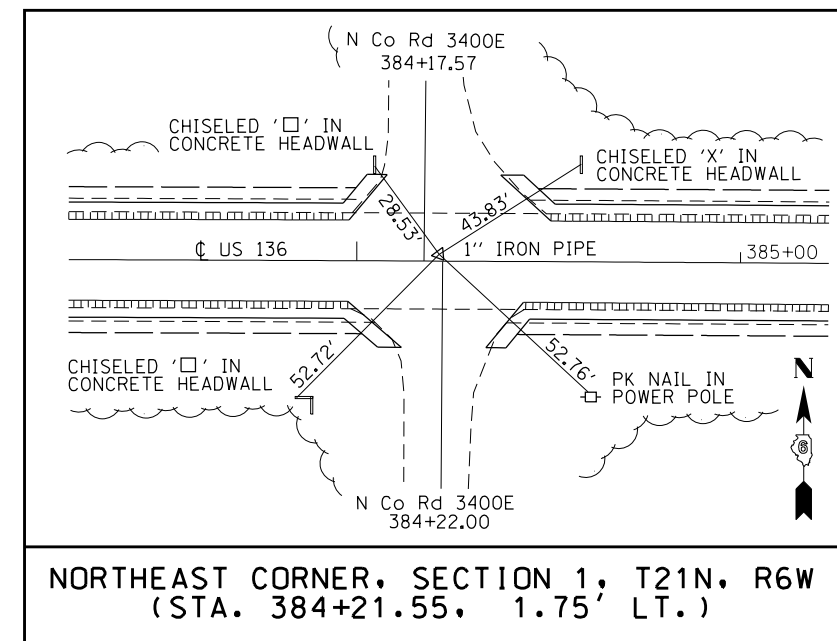 N Co Rd 3400E
384+17.57
CHISELED '□' IN
CONCRETE HEADWALL
CHISELED 'X' IN
CONCRETE HEADWALL
28.53'
43.83'
℄ US 136
1'' IRON PIPE
385+00
CHISELED '□' IN
CONCRETE HEADWALL
52.72'
52.76'
PK NAIL IN
POWER POLE
N
6
N Co Rd 3400E
384+22.00
NORTHEAST CORNER, SECTION 1, T21N, R6W
(STA. 384+21.55, 1.75' LT.)